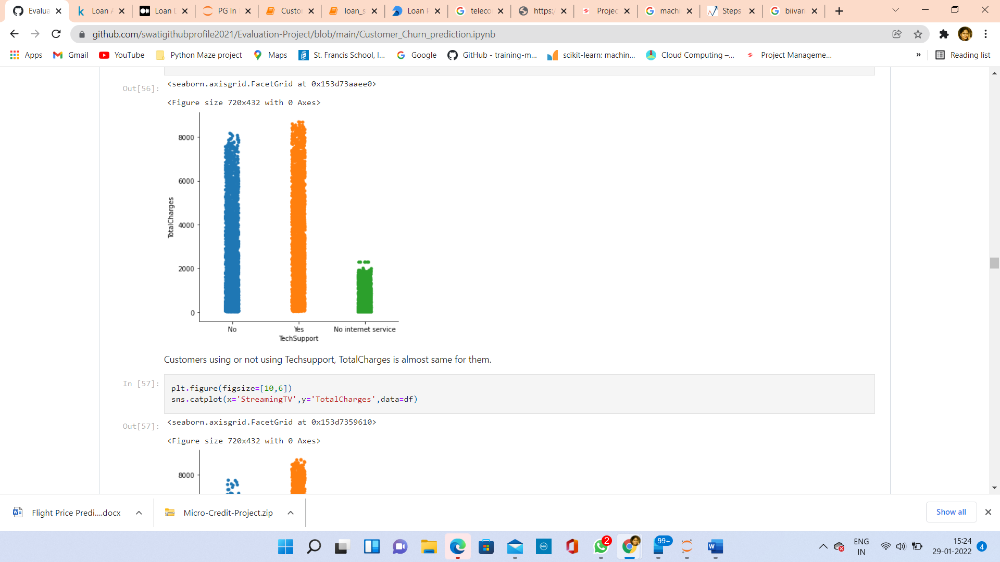 Evalua
Loan A
Loan D
PG In
Custo
loan_s
Loan P
teleco
https:/
Projec
machi
Steps
biivari
github.com/swatigithubprofile2021/Evaluation-Project/blob/main/Customer_Churn_prediction.ipynb
Apps
Gmail
YouTube
Python Maze project
Maps
St. Francis School, I...
Google
GitHub - training-m...
scikit-learn: machin...
Cloud Computing –...
Project Manageme...
»
Reading list
Out[56]:
<seaborn.axisgrid.FacetGrid at 0x153d73aaee0>
<Figure size 720x432 with 0 Axes>
8000
6000
4000
2000
0
TotalCharges
No
Yes
No internet service
TechSupport
Customers using or not using Techsupport, TotalCharges is almost same for them.
In [57]:
plt.figure(figsize=[10,6])
sns.catplot(x='StreamingTV',y='TotalCharges',data=df)
Out[57]:
<seaborn.axisgrid.FacetGrid at 0x153d7359610>
<Figure size 720x432 with 0 Axes>
8000
Flight Price Predi....docx
Micro-Credit-Project.zip
Show all
2
99+
ENG
IN
15:24
29-01-2022
4